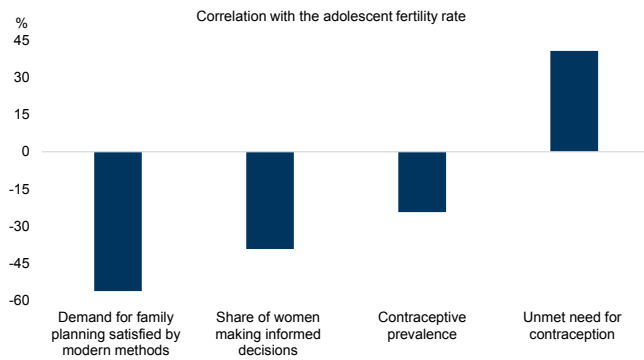 Correlation with the adolescent fertility rate
%
45
30
15
0
-15
-30
-45
-60
Demand for family
planning satisfied by
modern methods
Share of women
making informed
decisions
Contraceptive
prevalence
Unmet need for
contraception